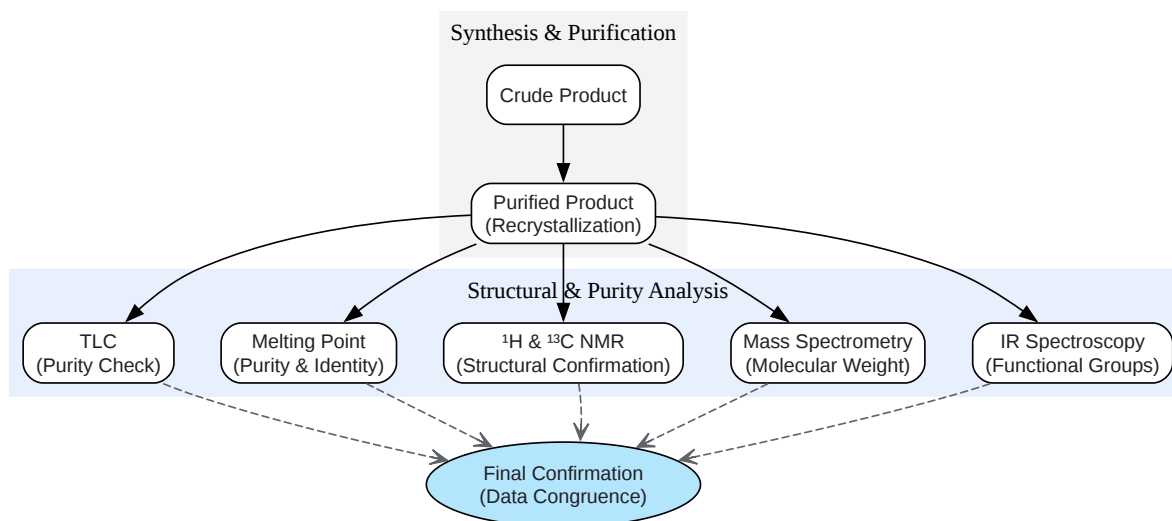 Synthesis & Purification
Crude Product
Purified Product
(Recrystallization)
Structural & Purity Analysis
TLC
(Purity Check)
Melting Point
(Purity & Identity)
¹H & ¹³C NMR
(Structural Confirmation)
Mass Spectrometry
(Molecular Weight)
IR Spectroscopy
(Functional Groups)
Final Confirmation
(Data Congruence)